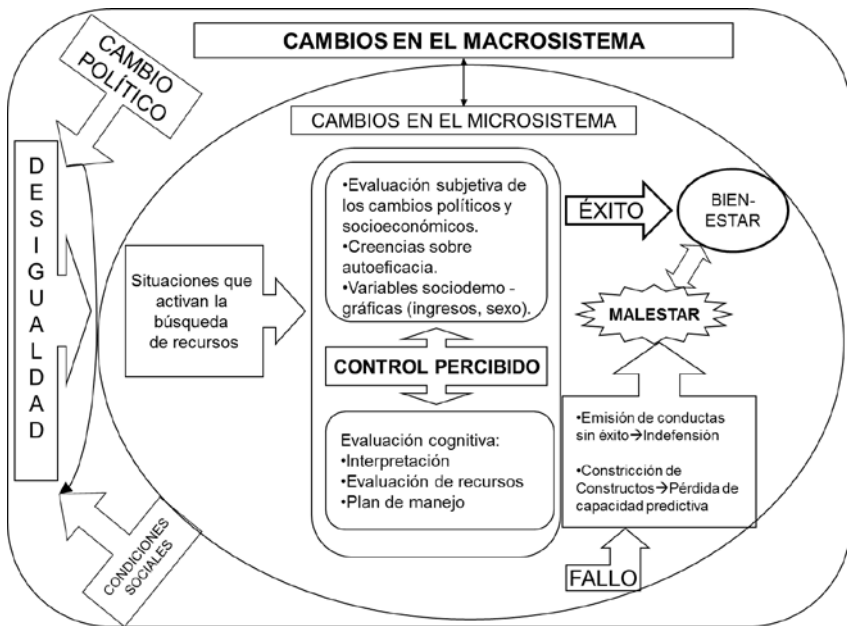 CAMBIO
POLÍTICO
CAMBIOS EN EL MACROSISTEMA
CAMBIOS EN EL MICROSISTEMA
DESIGUALDAD
Situaciones que
activan la
búsqueda
de recursos
•Evaluación subjetiva de
los cambios políticos y
socioeconómicos.
•Creencias sobre
autoeficacia.
•Variables sociodemo -
gráficas (ingresos, sexo).
CONTROL PERCIBIDO
Evaluación cognitiva:
•Interpretación
•Evaluación de recursos
•Plan de manejo
ÉXITO
BIEN-
ESTAR
MALESTAR
•Emisión de conductas
sin éxito→Indefensión
•Constricción de
Constructos→Pérdida de
capacidad predictiva
FALLO
CONDICIONES
SOCIALES